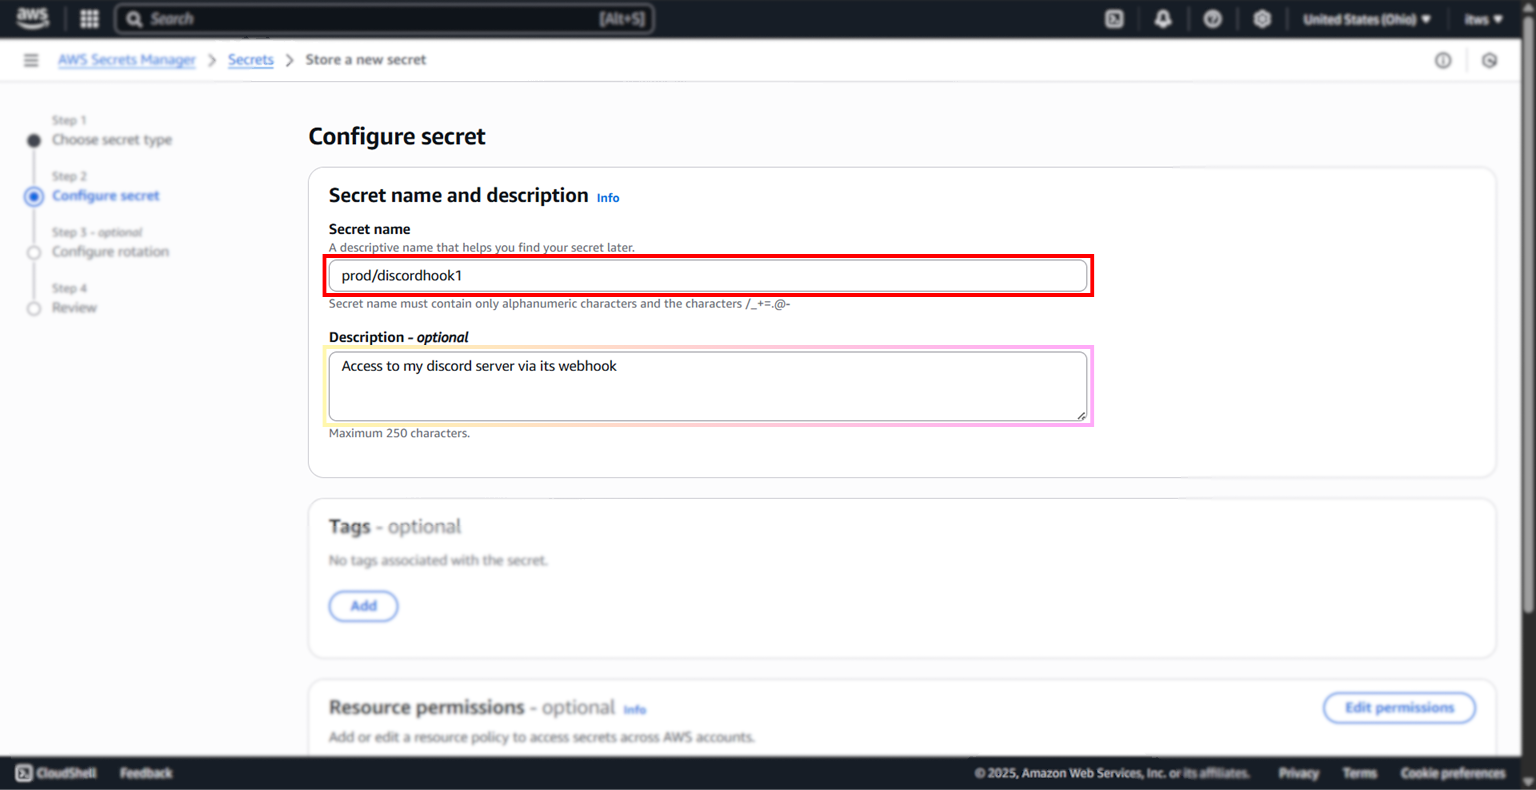 aws
Search
[Alt+S]
United States (Ohio)
itws
AWS Secrets Manager
Secrets
Store a new secret
Step 1
Choose secret type
Step 2
Configure secret
Step 3 - optional
Configure rotation
Step 4
Review
Configure secret
Secret name and description Info
Secret name
A descriptive name that helps you find your secret later.
prod/discordhook1
Secret name must contain only alphanumeric characters and the characters /_+=.@-
Description - optional
Access to my discord server via its webhook
Maximum 250 characters.
Tags - optional
No tags associated with the secret.
Add
Resource permissions - optional Info
Edit permissions
Add or edit a resource policy to access secrets across AWS accounts.
CloudShell
Feedback
© 2025, Amazon Web Services, Inc. or its affiliates.
Privacy
Terms
Cookie preferences